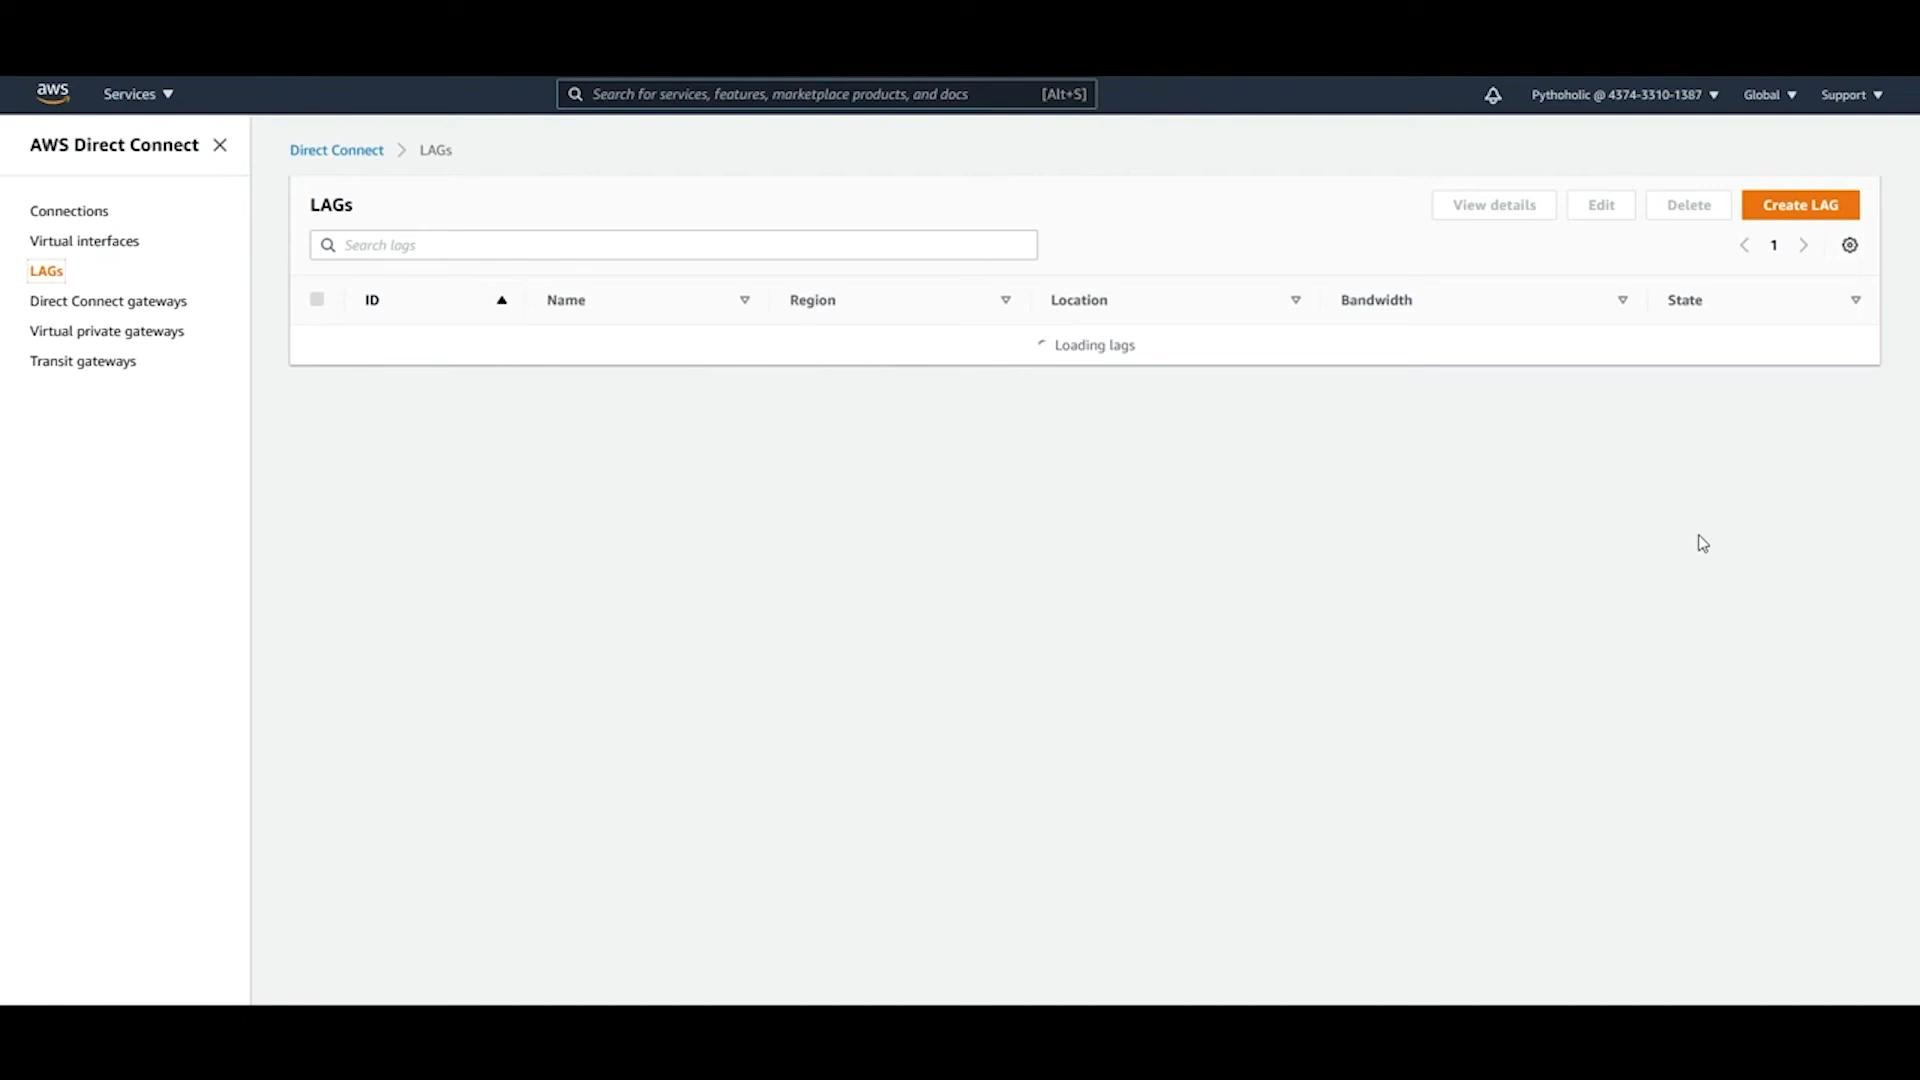 aws Services Search for services, features, marketplace products, and docs [Alt+S] Pythoholic @ 4374-3310-1387 Global Support
AWS Direct Connect
Connections
Virtual interfaces
LAGs
Direct Connect gateways
Virtual private gateways
Transit gateways
Direct Connect > LAGs
LAGs View details Edit Delete Create LAG
Search lags 1
ID Name Region Location Bandwidth State
Loading lags